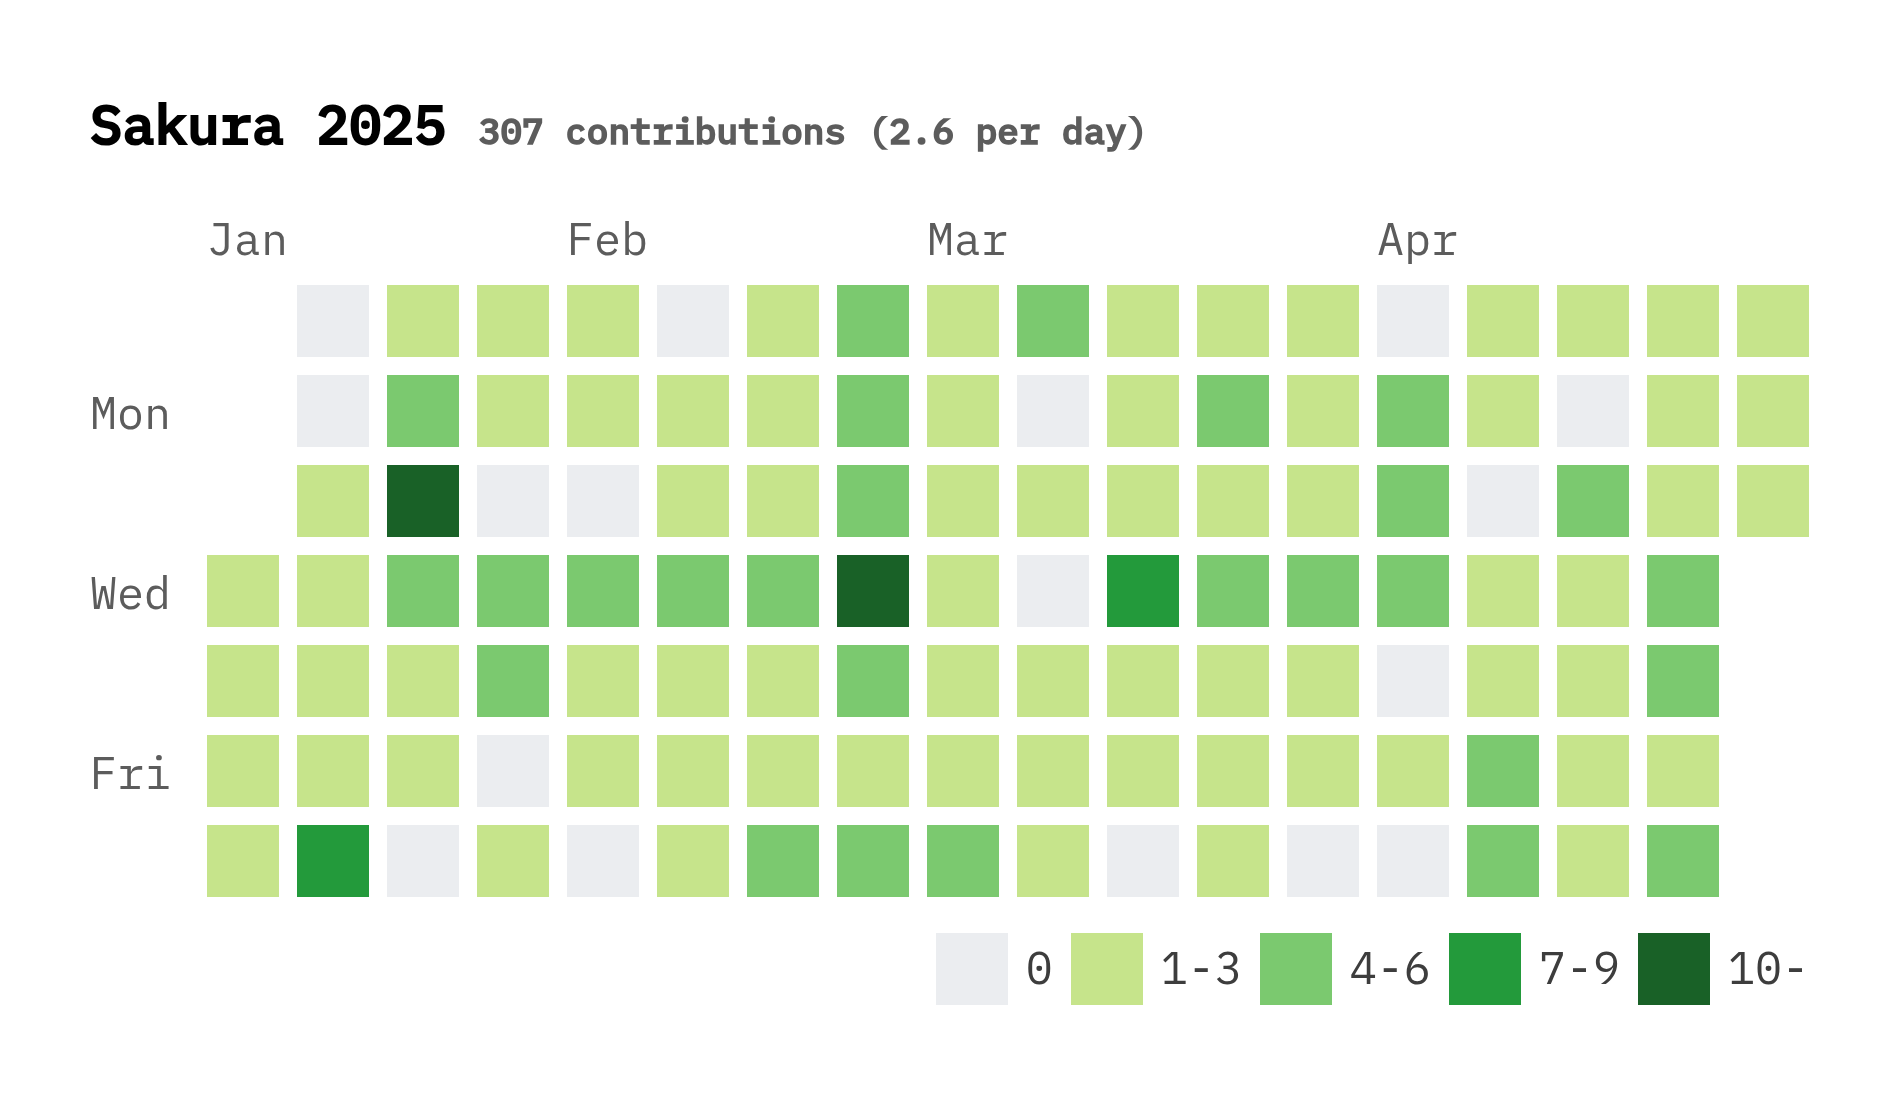 Sakura 2025 307 contributions (2.6 per day)
Jan Feb Mar Apr
Mon
Wed
Fri
0 1-3 4-6 7-9 10-